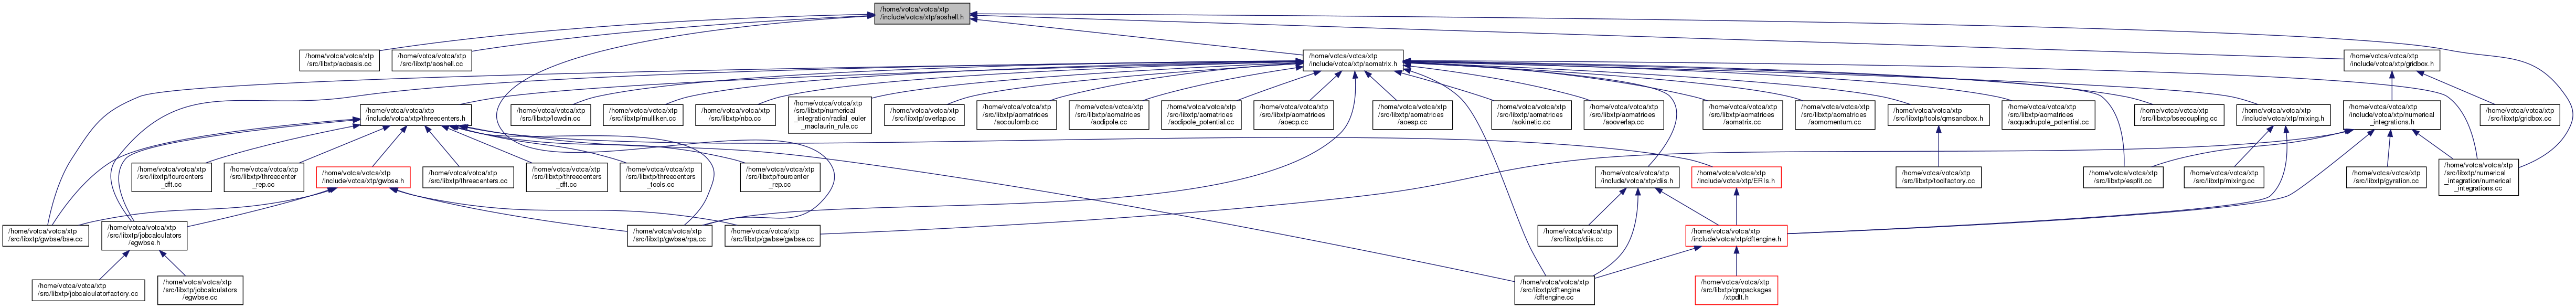 /home/votca/votca/xtp
/include/votca/xtp/aoshell.h
/home/votca/votca/xtp
/src/libxtp/aobasis.cc
/home/votca/votca/xtp
/src/libxtp/aoshell.cc
/home/votca/votca/xtp
/include/votca/xtp/aomatrix.h
/home/votca/votca/xtp
/include/votca/xtp/gridbox.h
/home/votca/votca/xtp
/include/votca/xtp/threecenters.h
/home/votca/votca/xtp
/src/libxtp/lowdin.cc
/home/votca/votca/xtp
/src/libxtp/mulliken.cc
/home/votca/votca/xtp
/src/libxtp/nbo.cc
/home/votca/votca/xtp
/src/libxtp/numerical
_integration/radial_euler
_maclaurin_rule.cc
/home/votca/votca/xtp
/src/libxtp/overlap.cc
/home/votca/votca/xtp
/src/libxtp/aomatrices
/aocoulomb.cc
/home/votca/votca/xtp
/src/libxtp/aomatrices
/aodipole.cc
/home/votca/votca/xtp
/src/libxtp/aomatrices
/aodipole_potential.cc
/home/votca/votca/xtp
/src/libxtp/aomatrices
/aoecp.cc
/home/votca/votca/xtp
/src/libxtp/aomatrices
/aoesp.cc
/home/votca/votca/xtp
/src/libxtp/aomatrices
/aokinetic.cc
/home/votca/votca/xtp
/src/libxtp/aomatrices
/aooverlap.cc
/home/votca/votca/xtp
/src/libxtp/aomatrices
/aomatrix.cc
/home/votca/votca/xtp
/src/libxtp/aomatrices
/aomomentum.cc
/home/votca/votca/xtp
/src/libxtp/tools/qmsandbox.h
/home/votca/votca/xtp
/src/libxtp/aomatrices
/aoquadrupole_potential.cc
/home/votca/votca/xtp
/src/libxtp/bsecoupling.cc
/home/votca/votca/xtp
/include/votca/xtp/mixing.h
/home/votca/votca/xtp
/include/votca/xtp/numerical
_integrations.h
/home/votca/votca/xtp
/src/libxtp/gridbox.cc
/home/votca/votca/xtp
/src/libxtp/fourcenters
_dft.cc
/home/votca/votca/xtp
/src/libxtp/threecenter
_rep.cc
/home/votca/votca/xtp
/include/votca/xtp/gwbse.h
/home/votca/votca/xtp
/src/libxtp/threecenters.cc
/home/votca/votca/xtp
/src/libxtp/threecenters
_dft.cc
/home/votca/votca/xtp
/src/libxtp/threecenters
_tools.cc
/home/votca/votca/xtp
/src/libxtp/fourcenter
_rep.cc
/home/votca/votca/xtp
/include/votca/xtp/diis.h
/home/votca/votca/xtp
/include/votca/xtp/ERIs.h
/home/votca/votca/xtp
/src/libxtp/toolfactory.cc
/home/votca/votca/xtp
/src/libxtp/espfit.cc
/home/votca/votca/xtp
/src/libxtp/mixing.cc
/home/votca/votca/xtp
/src/libxtp/gyration.cc
/home/votca/votca/xtp
/src/libxtp/numerical
_integration/numerical
_integrations.cc
/home/votca/votca/xtp
/src/libxtp/gwbse/bse.cc
/home/votca/votca/xtp
/src/libxtp/jobcalculators
/egwbse.h
/home/votca/votca/xtp
/src/libxtp/gwbse/rpa.cc
/home/votca/votca/xtp
/src/libxtp/gwbse/gwbse.cc
/home/votca/votca/xtp
/src/libxtp/diis.cc
/home/votca/votca/xtp
/include/votca/xtp/dftengine.h
/home/votca/votca/xtp
/src/libxtp/jobcalculatorfactory.cc
/home/votca/votca/xtp
/src/libxtp/jobcalculators
/egwbse.cc
/home/votca/votca/xtp
/src/libxtp/dftengine
/dftengine.cc
/home/votca/votca/xtp
/src/libxtp/qmpackages
/xtpdft.h